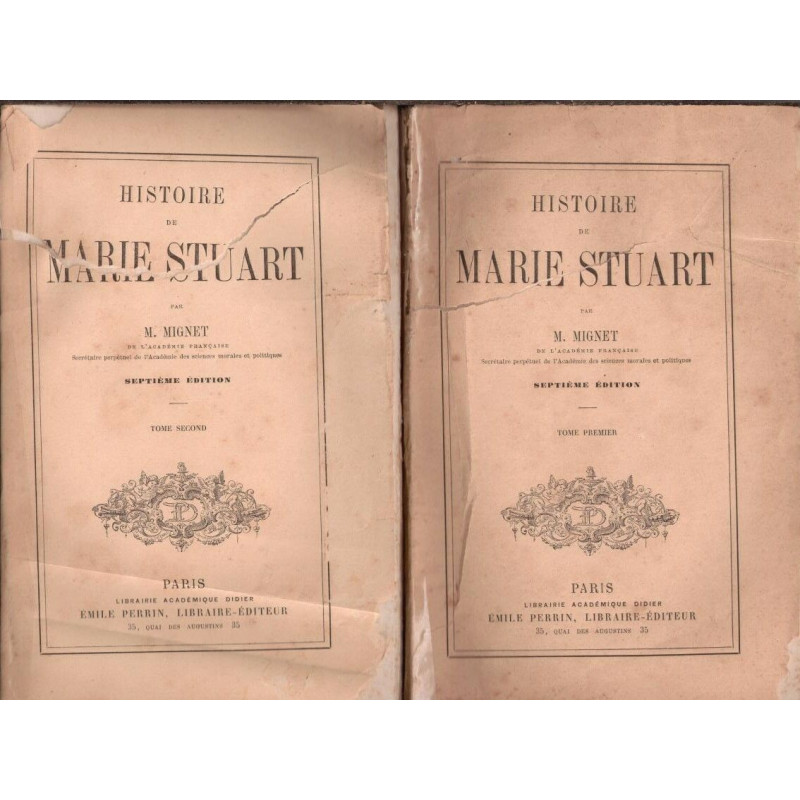 HISTOIRE
DE
MARIE STUART
PAR
M. MIGNET
DE L'ACADÉMIE FRANÇAISE
Secrétaire perpétuel de l'Académie des sciences morales et politiques
SEPTIÈME ÉDITION
TOME SECOND
PARIS
LIBRAIRIE ACADÉMIQUE DIDIER
ÉMILE PERRIN, LIBRAIRE-ÉDITEUR
35, QUAI DES AUGUSTINS 35
HISTOIRE
DE
MARIE STUART
PAR
M. MIGNET
DE L'ACADÉMIE FRANÇAISE
Secrétaire perpétuel de l'Académie des sciences morales et politiques
SEPTIÈME ÉDITION
TOME PREMIER
PARIS
LIBRAIRIE ACADÉMIQUE DIDIER
ÉMILE PERRIN, LIBRAIRE-ÉDITEUR
35, QUAI DES AUGUSTINS 35